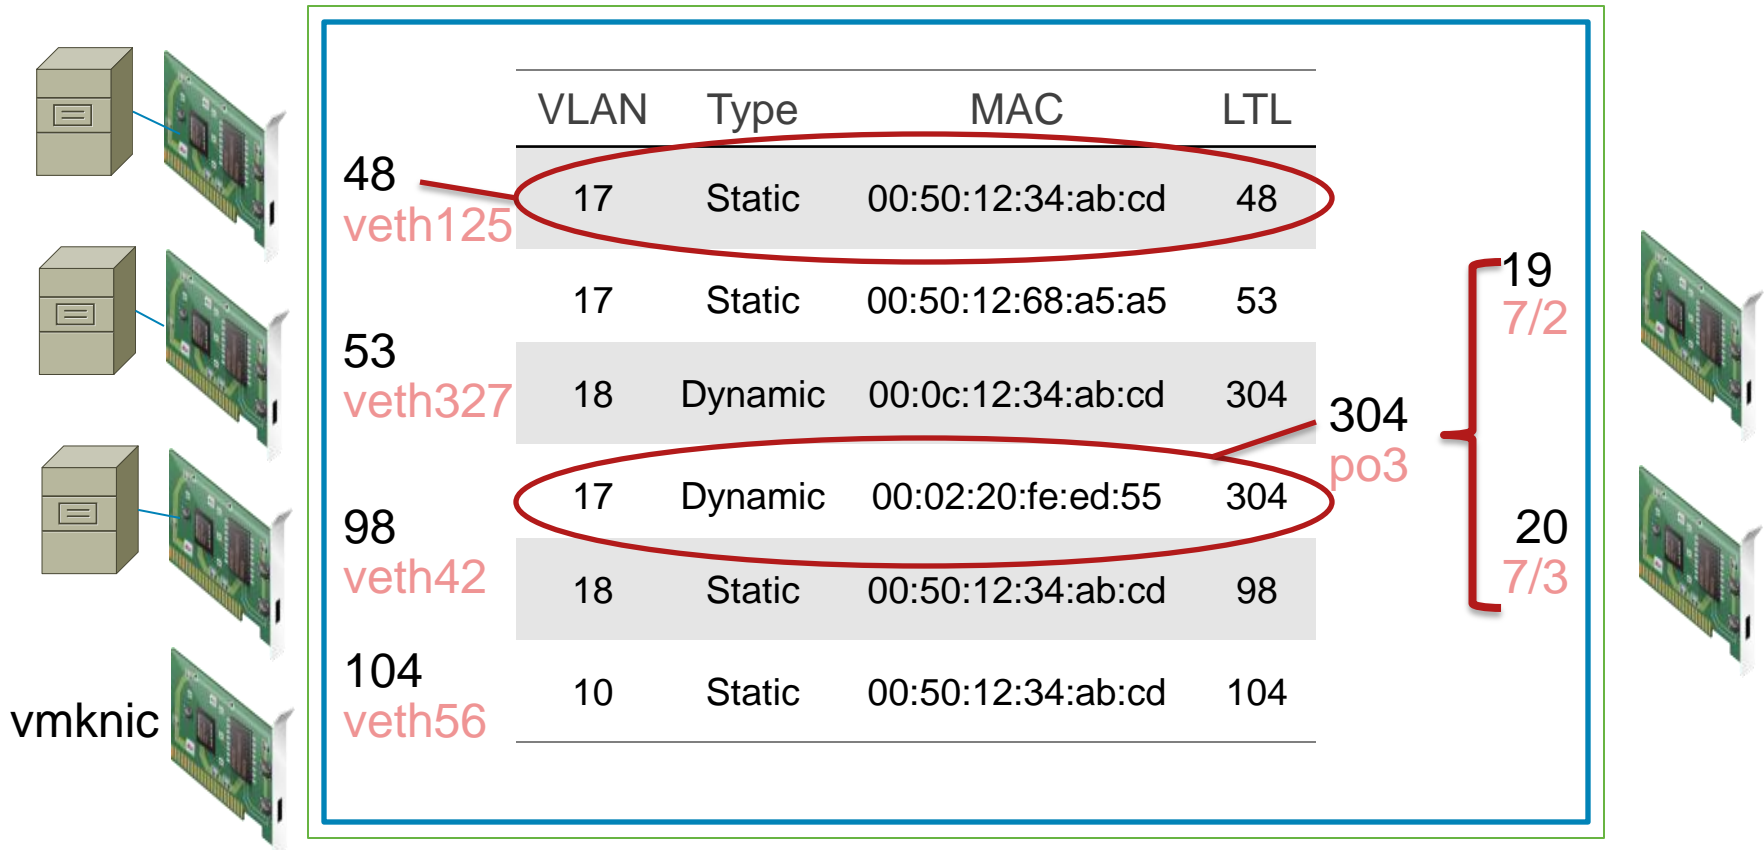 VLAN Type MAC LTL
17 Static 00:50:12:34:ab:cd 48
17 Static 00:50:12:68:a5:a5 53
18 Dynamic 00:0c:12:34:ab:cd 304
17 Dynamic 00:02:20:fe:ed:55 304
18 Static 00:50:12:34:ab:cd 98
10 Static 00:50:12:34:ab:cd 104
48
veth125
53
veth327
98
veth42
104
veth56
vmknic
304
po3
19
7/2
20
7/3